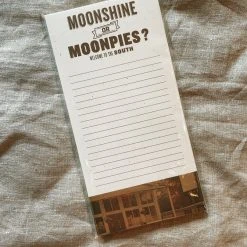 MOONSHINE
OR
MOONPIES?
WELCOME TO THE SOUTH